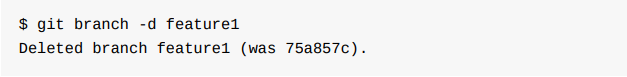 $ git branch -d feature1
Deleted branch feature1 (was 75a857c).